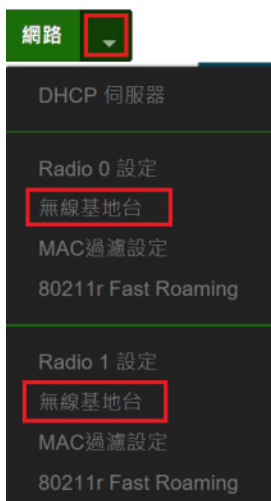 網路
DHCP 伺服器
Radio 0 設定
無線基地台
MAC過濾設定
80211r Fast Roaming
Radio 1 設定
無線基地台
MAC過濾設定
80211r Fast Roaming